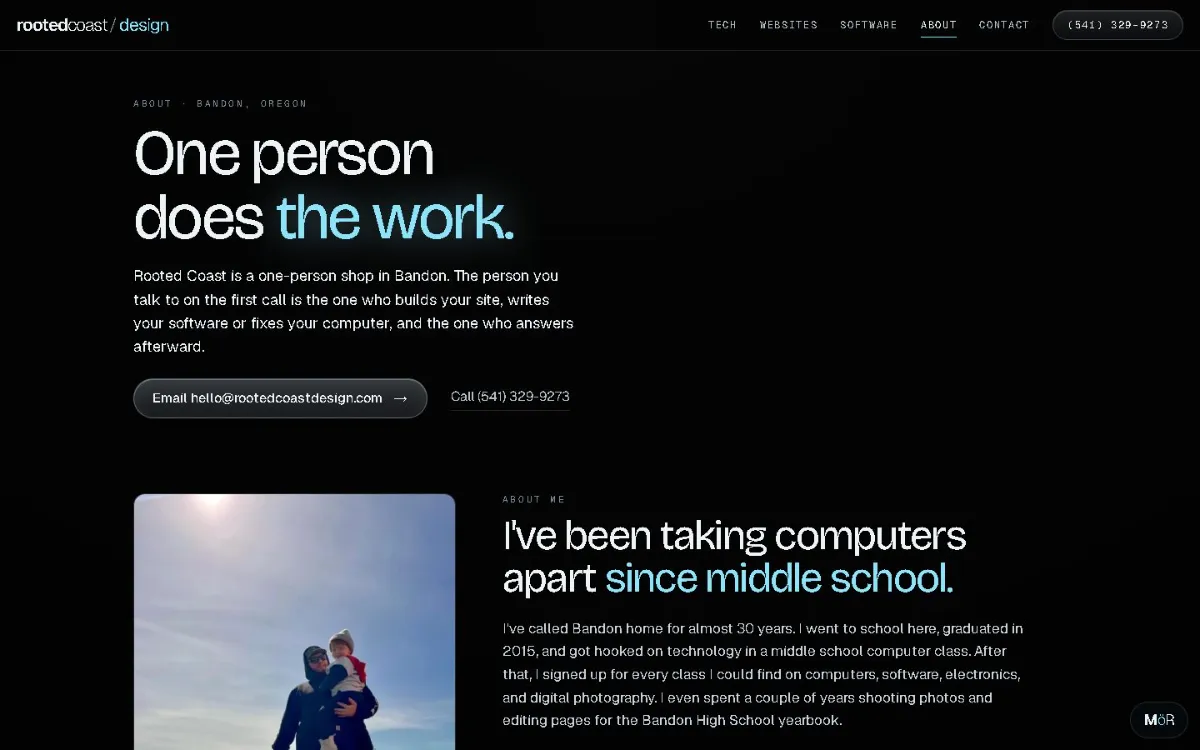 rootedcoast / design
TECH
WEBSITES
SOFTWARE
ABOUT
CONTACT
(541) 329-9273
ABOUT · BANDON, OREGON
One person
does the work.
Rooted Coast is a one-person shop in Bandon. The person you
talk to on the first call is the one who builds your site, writes
your software or fixes your computer, and the one who answers
afterward.
Email hello@rootedcoastdesign.com →
Call (541) 329-9273
ABOUT ME
I've been taking computers
apart since middle school.
I've called Bandon home for almost 30 years. I went to school here, graduated in
2015, and got hooked on technology in a middle school computer class. After
that, I signed up for every class I could find on computers, software, electronics,
and digital photography. I even spent a couple of years shooting photos and
editing pages for the Bandon High School yearbook.
MöR